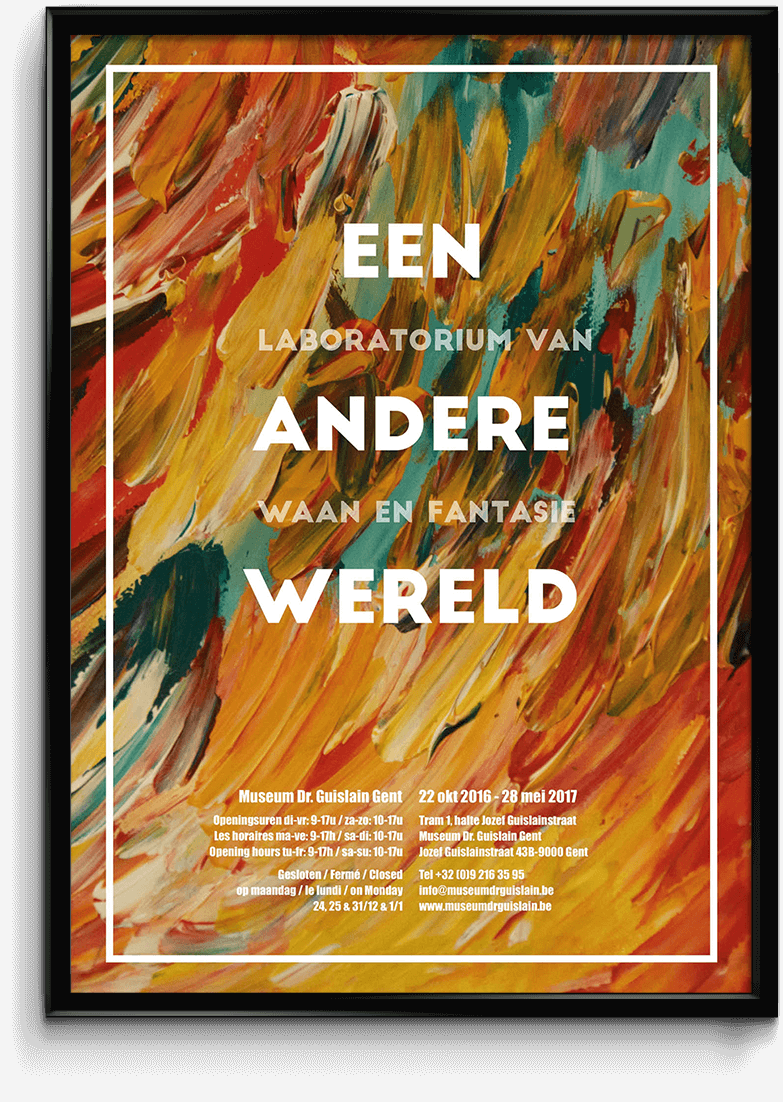 EEN
LABORATORIUM VAN
ANDERE
WAAN EN FANTASIE
WERELD
Museum Dr. Guislain Gent
Openingsuren di-vr: 9-17u / za-zo: 10-17u
Les horaires ma-ve: 9-17h / sa-di: 10-17u
Opening hours tu-fr: 9-17h / sa-su: 10-17u
Gesloten / Fermé / Closed
op maandag / le lundi / on Monday
24, 25 & 31/12 & 1/1
22 okt 2016 - 28 mei 2017
Tram 1, halte Jozef Guislainstraat
Museum Dr. Guislain Gent
Jozef Guislainstraat 43B-9000 Gent
Tel +32 (0)9 216 35 95
info@museumdrguislain.be
www.museumdrguislain.be